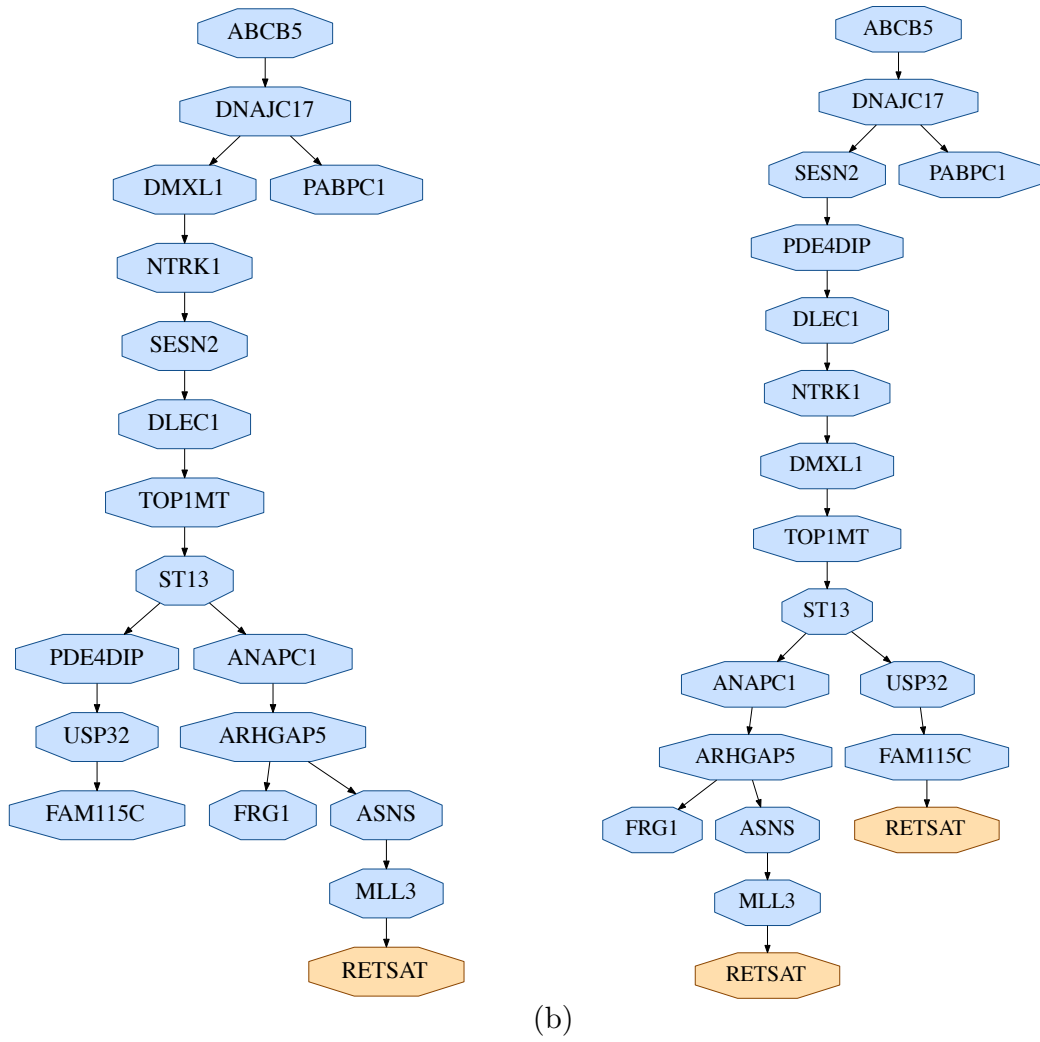 ABCB5
DNAJC17
DMXL1 PABPC1
NTRK1
SESN2
DLEC1
TOP1MT
ST13
PDE4DIP ANAPC1
USP32 ARHGAP5
FAM115C FRG1 ASNS
MLL3
RETSAT
ABCB5
DNAJC17
SESN2 PABPC1
PDE4DIP
DLEC1
NTRK1
DMXL1
TOP1MT
ST13
ANAPC1 USP32
ARHGAP5 FAM115C
FRG1 ASNS RETSAT
MLL3
RETSAT
(b)